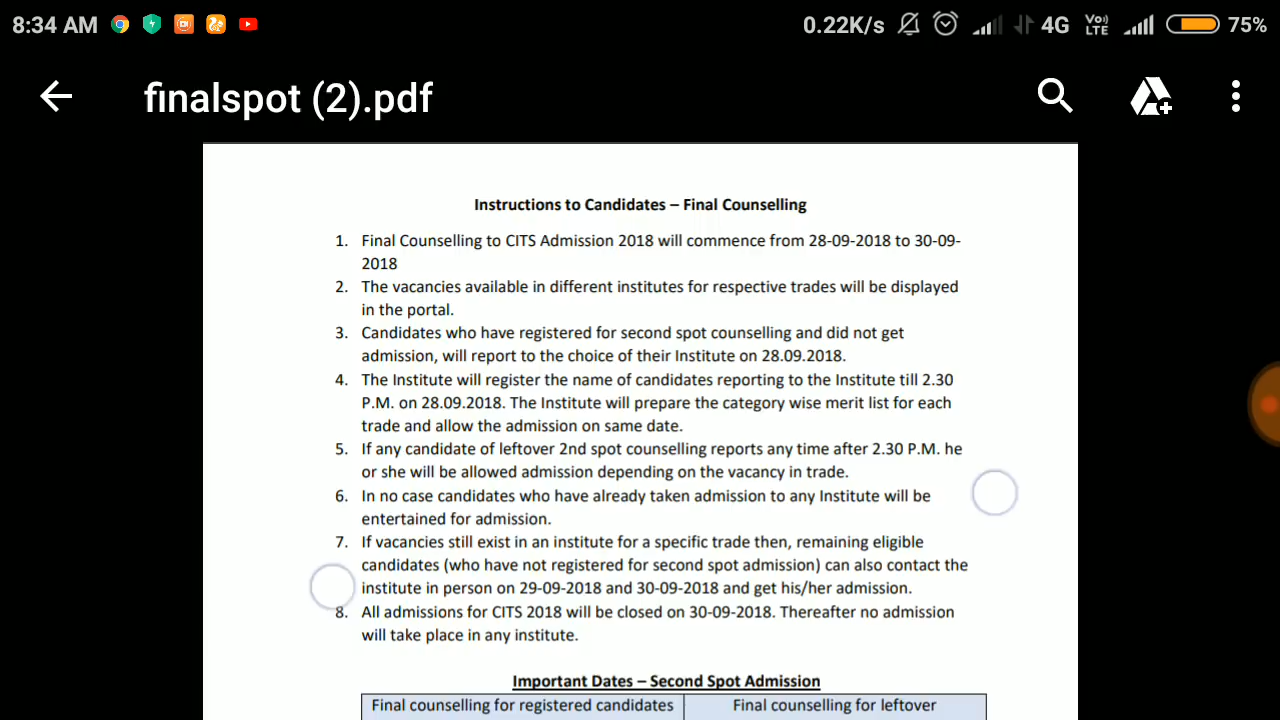 8:34 AM 0.22K/s 4G Vo) LTE 75%
finalspot (2).pdf
Instructions to Candidates – Final Counselling
1. Final Counselling to CITS Admission 2018 will commence from 28-09-2018 to 30-09-
2018
2. The vacancies available in different institutes for respective trades will be displayed
in the portal.
3. Candidates who have registered for second spot counselling and did not get
admission, will report to the choice of their Institute on 28.09.2018.
4. The Institute will register the name of candidates reporting to the Institute till 2.30
P.M. on 28.09.2018. The Institute will prepare the category wise merit list for each
trade and allow the admission on same date.
5. If any candidate of leftover 2nd spot counselling reports any time after 2.30 P.M. he
or she will be allowed admission depending on the vacancy in trade.
6. In no case candidates who have already taken admission to any Institute will be
entertained for admission.
7. If vacancies still exist in an institute for a specific trade then, remaining eligible
candidates (who have not registered for second spot admission) can also contact the
institute in person on 29-09-2018 and 30-09-2018 and get his/her admission.
8. All admissions for CITS 2018 will be closed on 30-09-2018. Thereafter no admission
will take place in any institute.
Important Dates – Second Spot Admission
Final counselling for registered candidates Final counselling for leftover